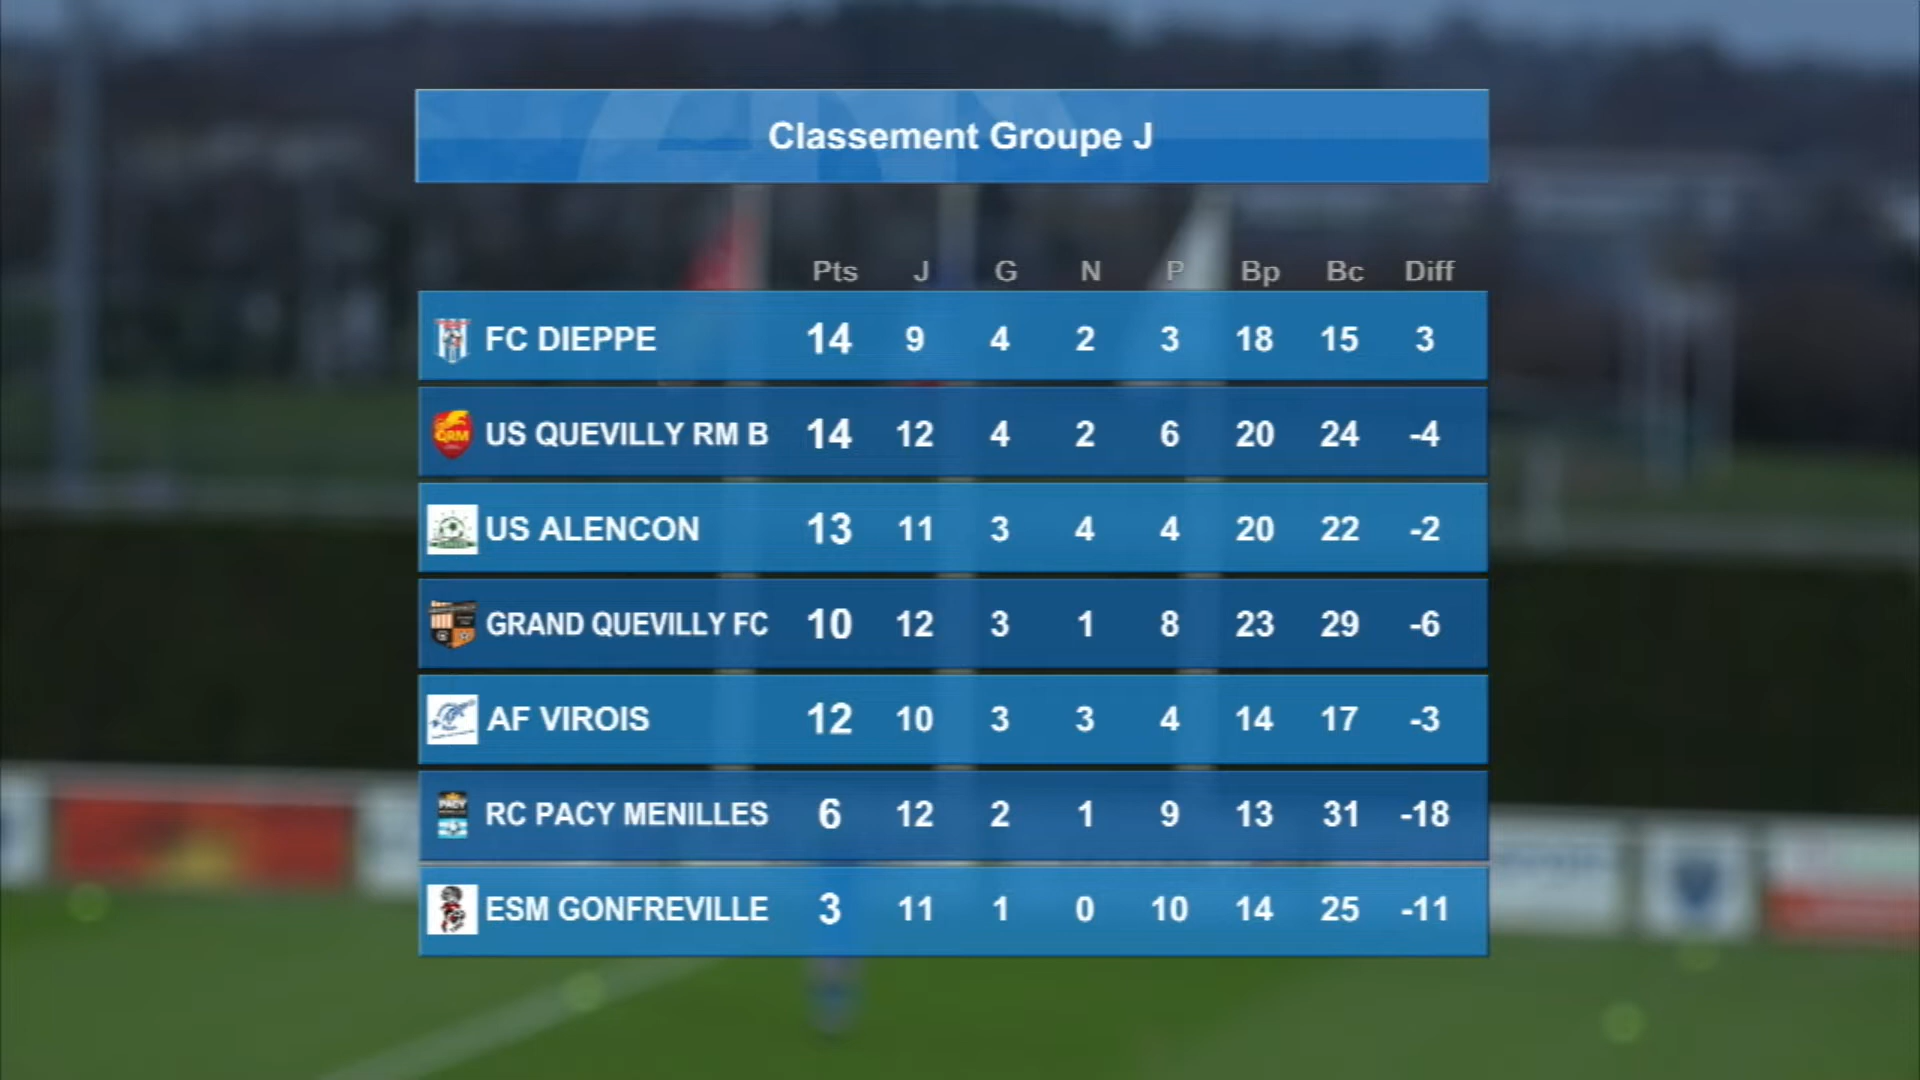 Classement Groupe J
Pts J G N P Bp Bc Diff
FC DIEPPE 14 9 4 2 3 18 15 3
QRM US QUEVILLY RM B 14 12 4 2 6 20 24 -4
US ALENCON 13 11 3 4 4 20 22 -2
GRAND QUEVILLY FC 10 12 3 1 8 23 29 -6
AF VIROIS 12 10 3 3 4 14 17 -3
PACY RC PACY MENILLES 6 12 2 1 9 13 31 -18
ESM GONFREVILLE 3 11 1 0 10 14 25 -11